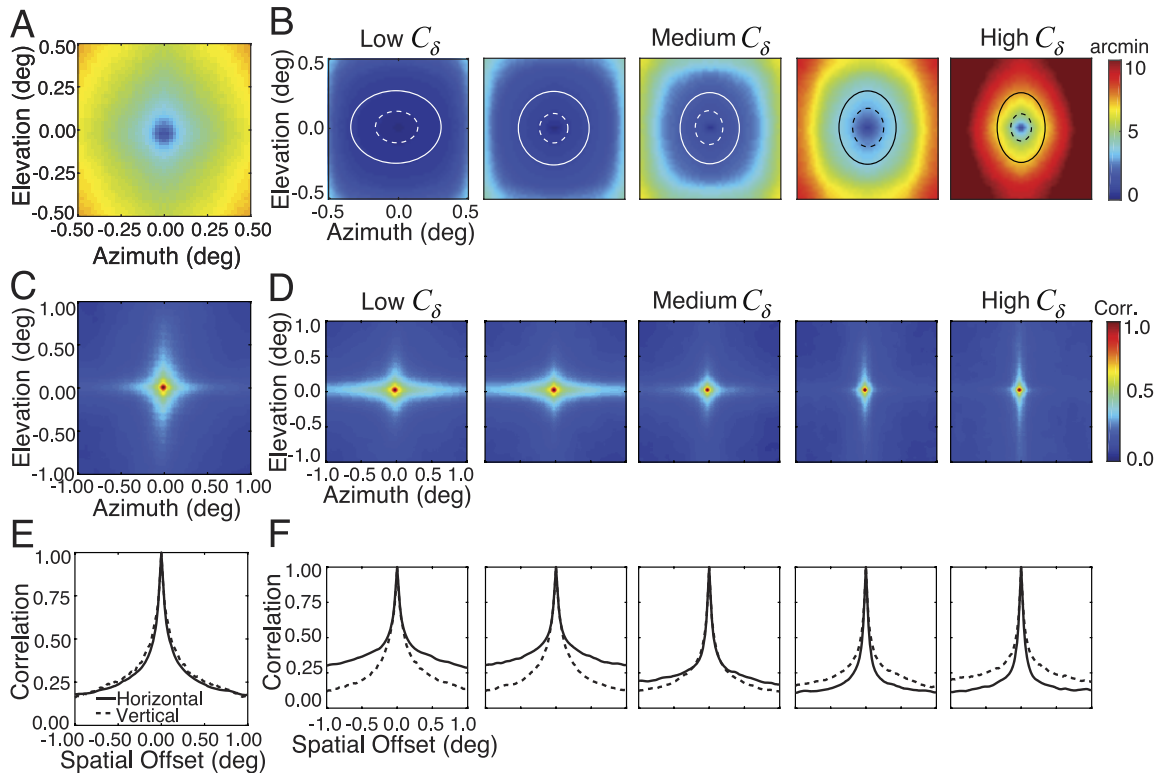 A
Elevation (deg)
0.50
0.25
0.00
-0.25
-0.50
-0.50 -0.25 0.00 0.25 0.50
Azimuth (deg)
B
Low Cδ
Medium Cδ
High Cδ
arcmin
Elevation (deg)
0.5
0.0
-0.5
-0.5 0.0 0.5
Azimuth (deg)
10
5
0
C
Elevation (deg)
1.00
0.50
0.00
-0.50
-1.00
-1.00 -0.50 0.00 0.50 1.00
Azimuth (deg)
D
Low Cδ
Medium Cδ
High Cδ
Corr.
Elevation (deg)
1.0
0.5
0.0
-0.5
-1.0
-1.0 -0.5 0.0 0.5 1.0
Azimuth (deg)
1.0
0.5
0.0
E
Correlation
1.00
0.75
0.50
0.25
0.00
Horizontal
Vertical
-1.00 -0.50 0.00 0.50 1.00
Spatial Offset (deg)
F
Correlation
1.00
0.75
0.50
0.25
0.00
-1.0 -0.5 0.0 0.5 1.0
Spatial Offset (deg)